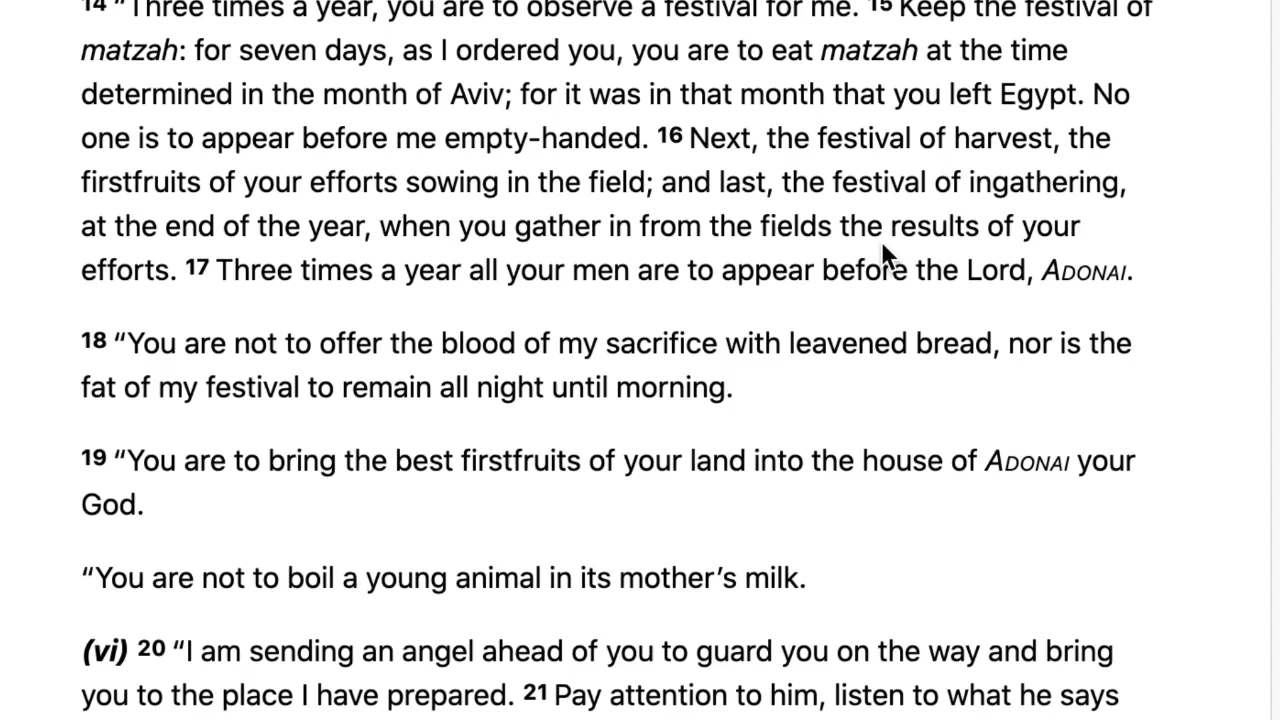 14 “Three times a year, you are to observe a festival for me. 15 Keep the festival of
matzah: for seven days, as I ordered you, you are to eat matzah at the time
determined in the month of Aviv; for it was in that month that you left Egypt. No
one is to appear before me empty-handed. 16 Next, the festival of harvest, the
firstfruits of your efforts sowing in the field; and last, the festival of ingathering,
at the end of the year, when you gather in from the fields the results of your
efforts. 17 Three times a year all your men are to appear before the Lord, ADONAI.
18 “You are not to offer the blood of my sacrifice with leavened bread, nor is the
fat of my festival to remain all night until morning.
19 “You are to bring the best firstfruits of your land into the house of ADONAI your
God.
“You are not to boil a young animal in its mother’s milk.
(vi) 20 “I am sending an angel ahead of you to guard you on the way and bring
you to the place I have prepared. 21 Pay attention to him, listen to what he says